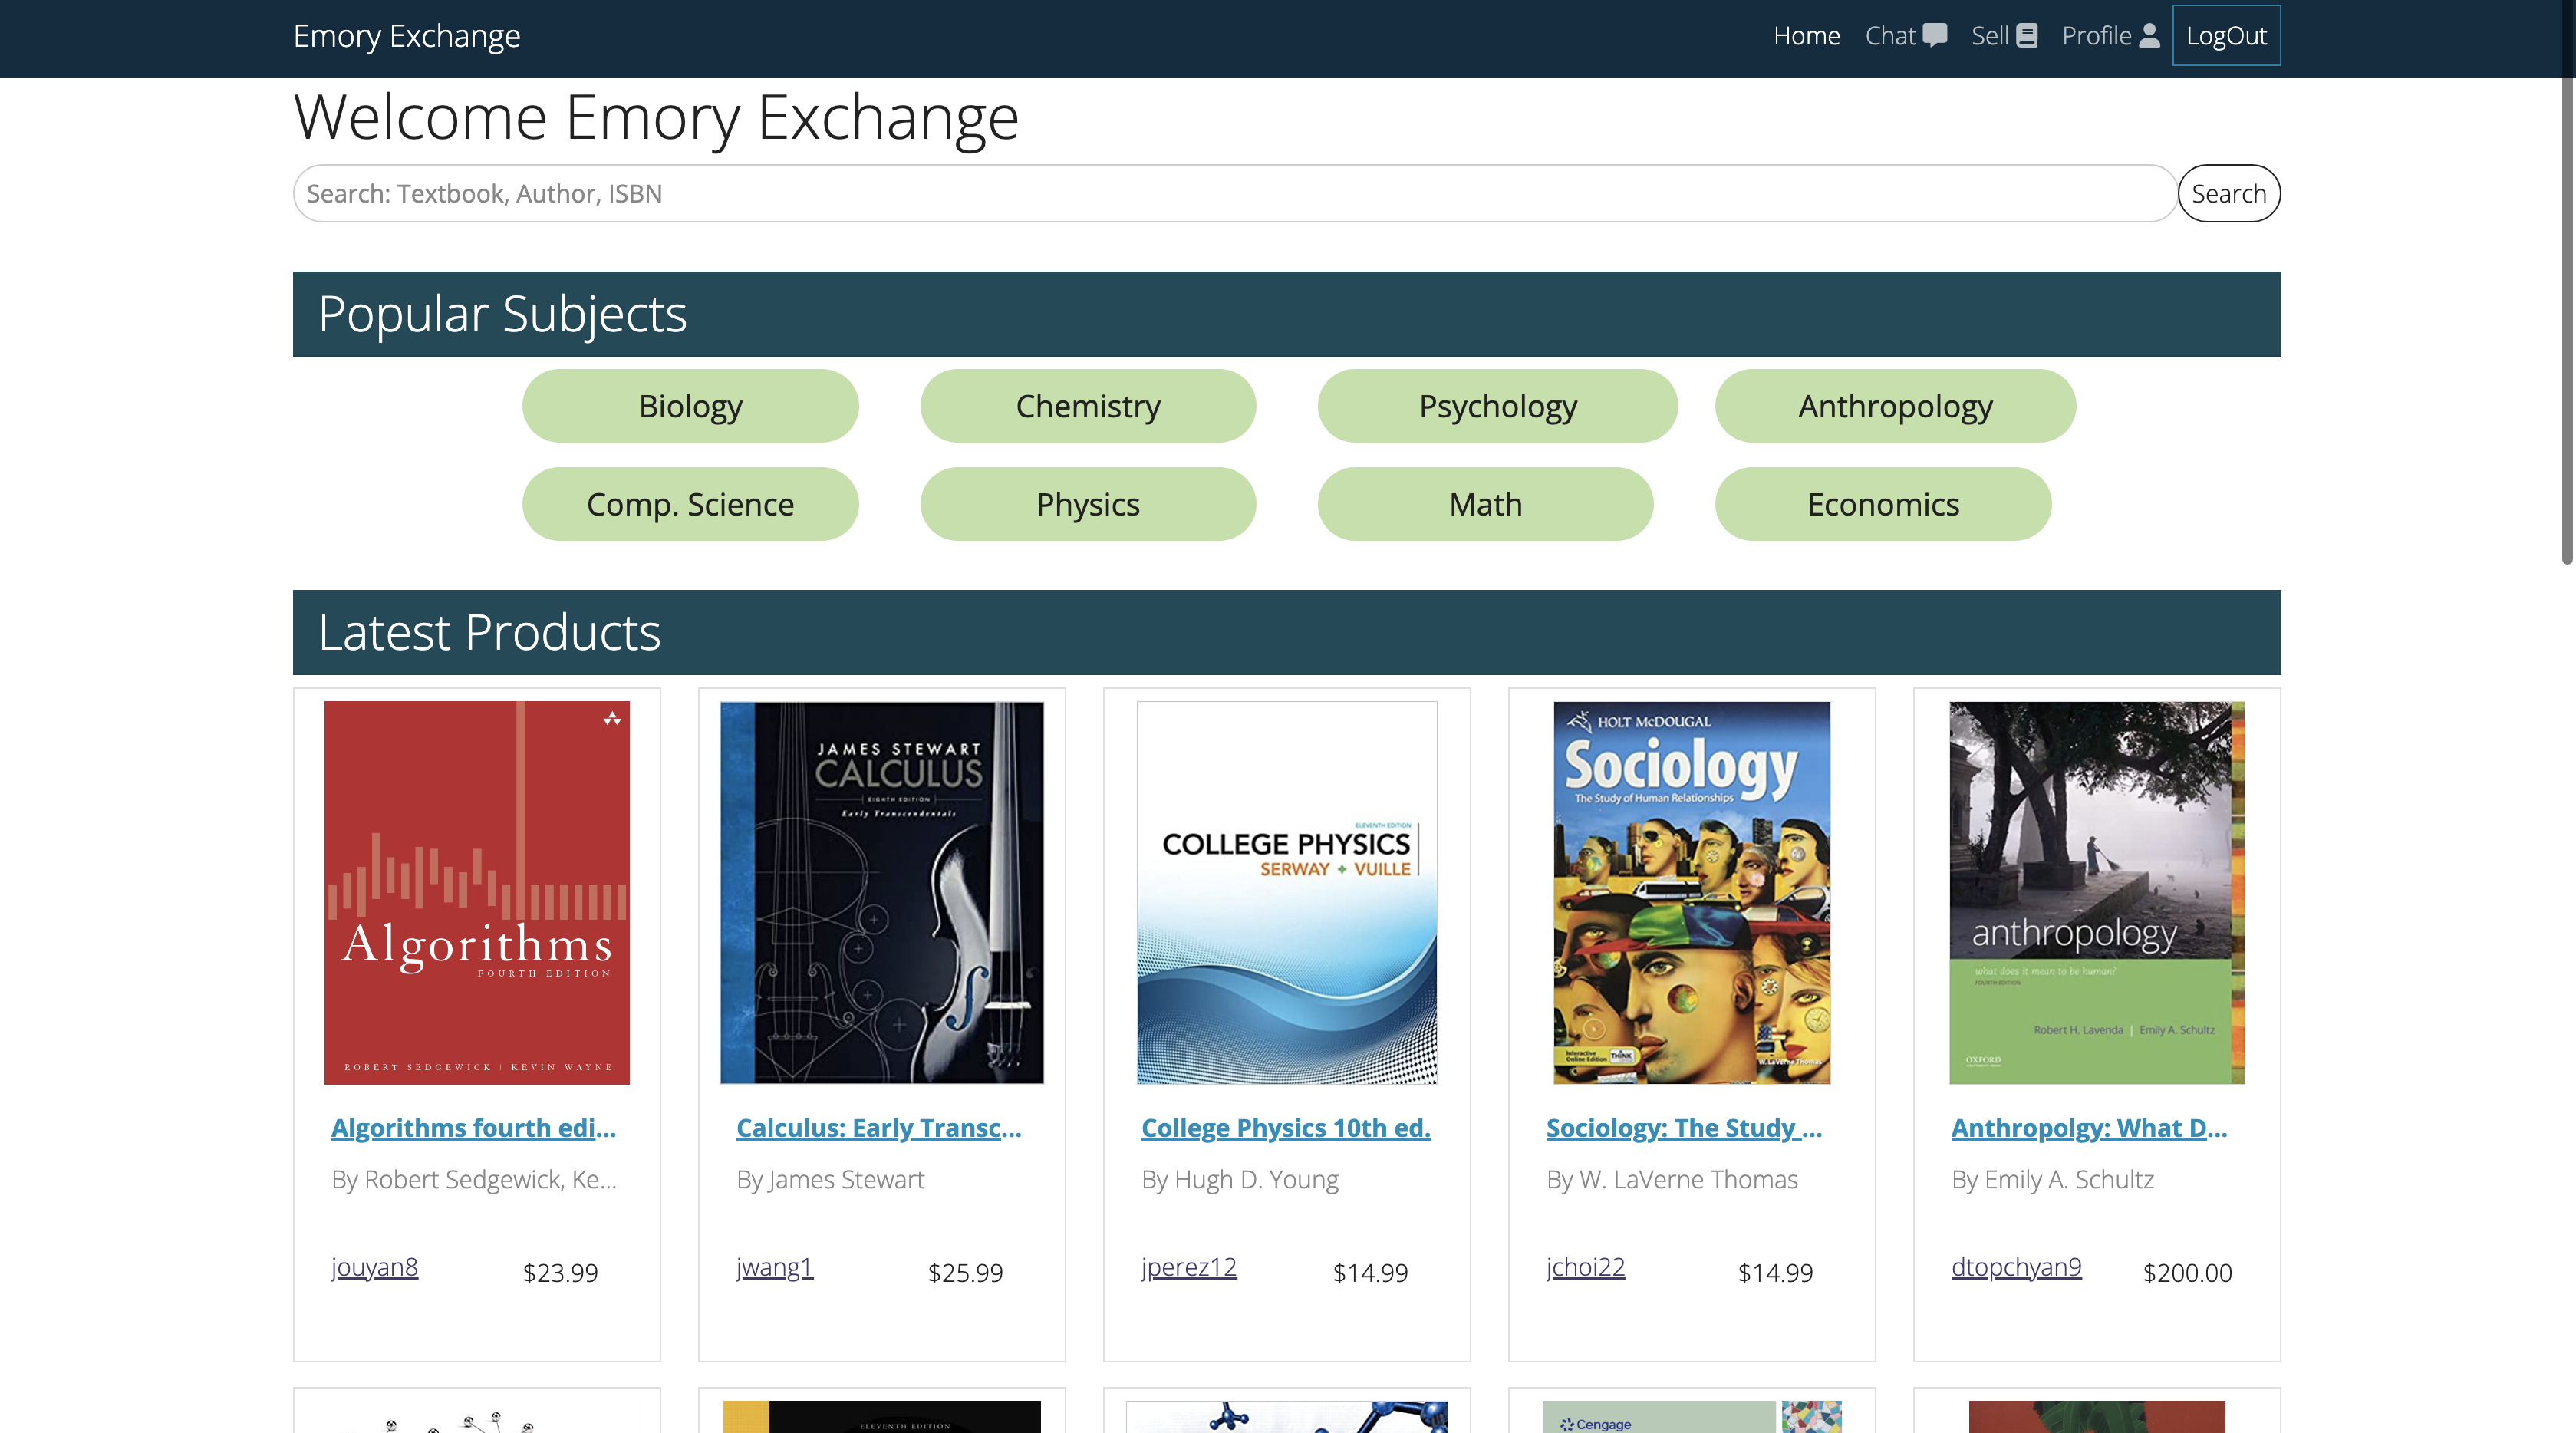 Emory Exchange
Home Chat Sell Profile LogOut
Welcome Emory Exchange
Search: Textbook, Author, ISBN
Search
Popular Subjects
Biology Chemistry Psychology Anthropology
Comp. Science Physics Math Economics
Latest Products
Algorithms
FOURTH EDITION
ROBERT SEDGEWICK | KEVIN WAYNE
JAMES STEWART
CALCULUS
EIGHTH EDITION
Early Transcendentals
ELEVENTH EDITION
COLLEGE PHYSICS
SERWAY VUILLE
HOLT McDOUGAL
Sociology
The Study of Human Relationships
Interactive
Online Edition
THINK
W. LaVerne Thomas
anthropology
what does it mean to be human?
FOURTH EDITION
Robert H. Lavenda | Emily A. Schultz
OXFORD
Algorithms fourth edi...
By Robert Sedgewick, Ke...
jouyan8 $23.99
Calculus: Early Transc...
By James Stewart
jwang1 $25.99
College Physics 10th ed.
By Hugh D. Young
jperez12 $14.99
Sociology: The Study ...
By W. LaVerne Thomas
jchoi22 $14.99
Anthropolgy: What D...
By Emily A. Schultz
dtopchyan9 $200.00
ELEVENTH EDITION
Cengage